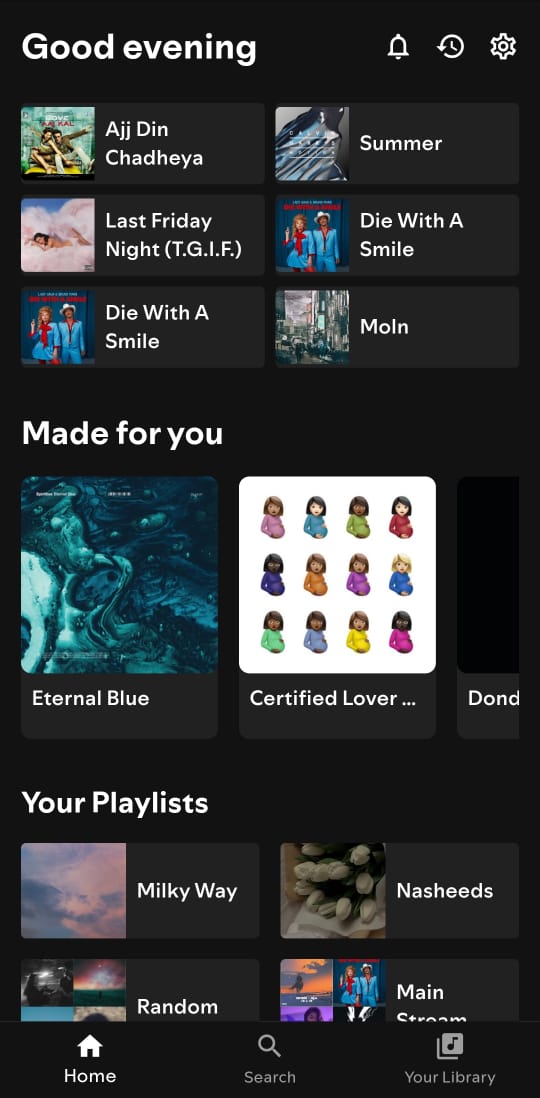 Good evening
Ajj Din
Chadheya
Summer
Last Friday
Night (T.G.I.F.)
Die With A
Smile
Die With A
Smile
Moln
Made for you
Eternal Blue
Certified Lover ...
Dond
Your Playlists
Milky Way
Nasheeds
Random
Main
Stream
Home
Search
Your Library